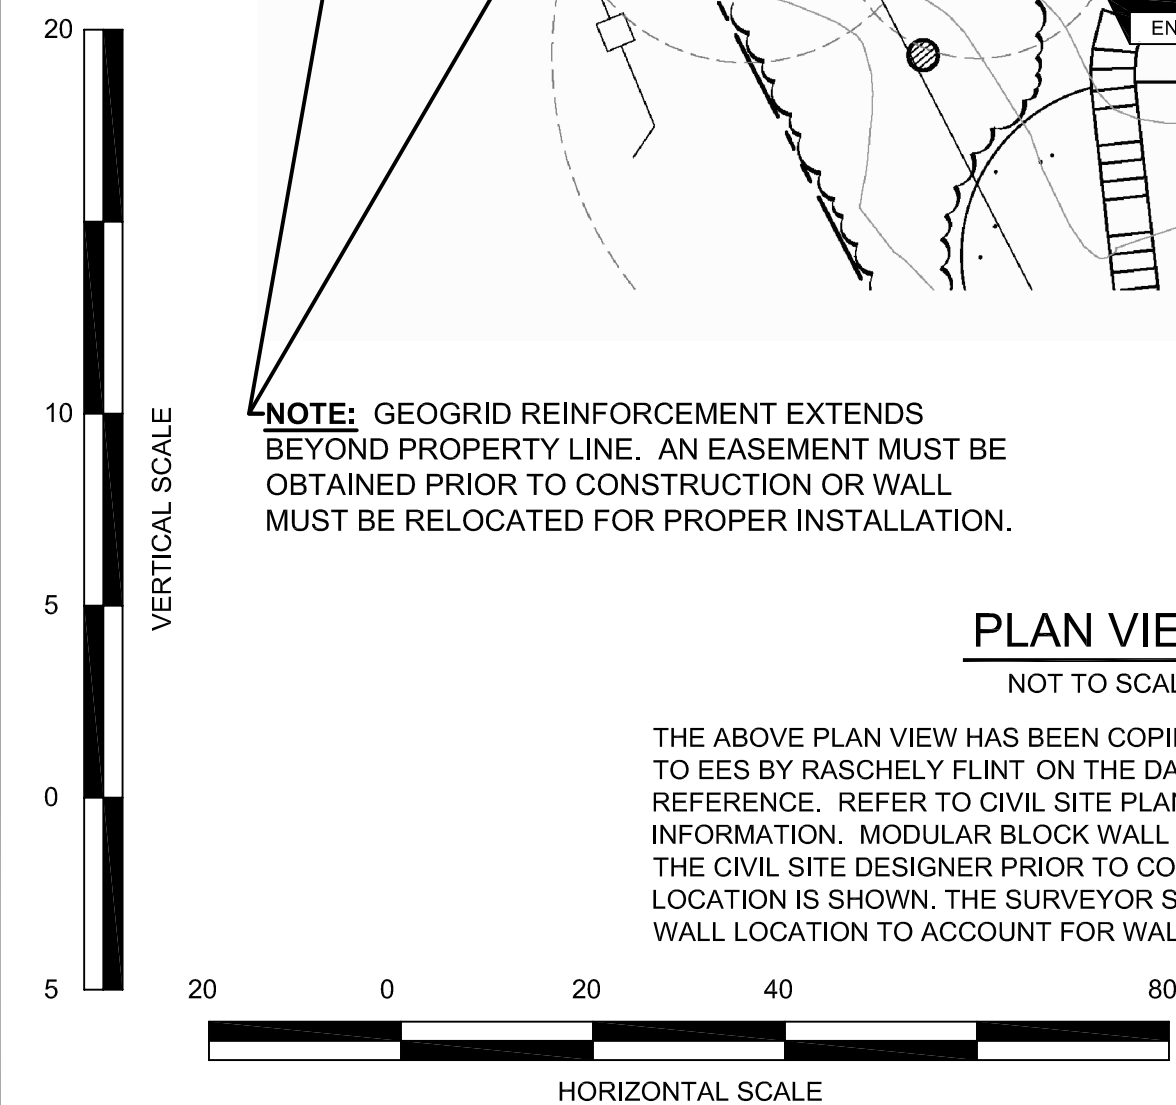 20
EN
10
VERTICAL SCALE
NOTE: GEOGRID REINFORCEMENT EXTENDS
BEYOND PROPERTY LINE. AN EASEMENT MUST BE
OBTAINED PRIOR TO CONSTRUCTION OR WALL
MUST BE RELOCATED FOR PROPER INSTALLATION.
5
0
5
PLAN VIE
NOT TO SCAL
THE ABOVE PLAN VIEW HAS BEEN COPI
TO EES BY RASCHELY FLINT ON THE DA
REFERENCE. REFER TO CIVIL SITE PLAN
INFORMATION. MODULAR BLOCK WALL
THE CIVIL SITE DESIGNER PRIOR TO CO
LOCATION IS SHOWN. THE SURVEYOR S
WALL LOCATION TO ACCOUNT FOR WAL
20 0 20 40 80
HORIZONTAL SCALE